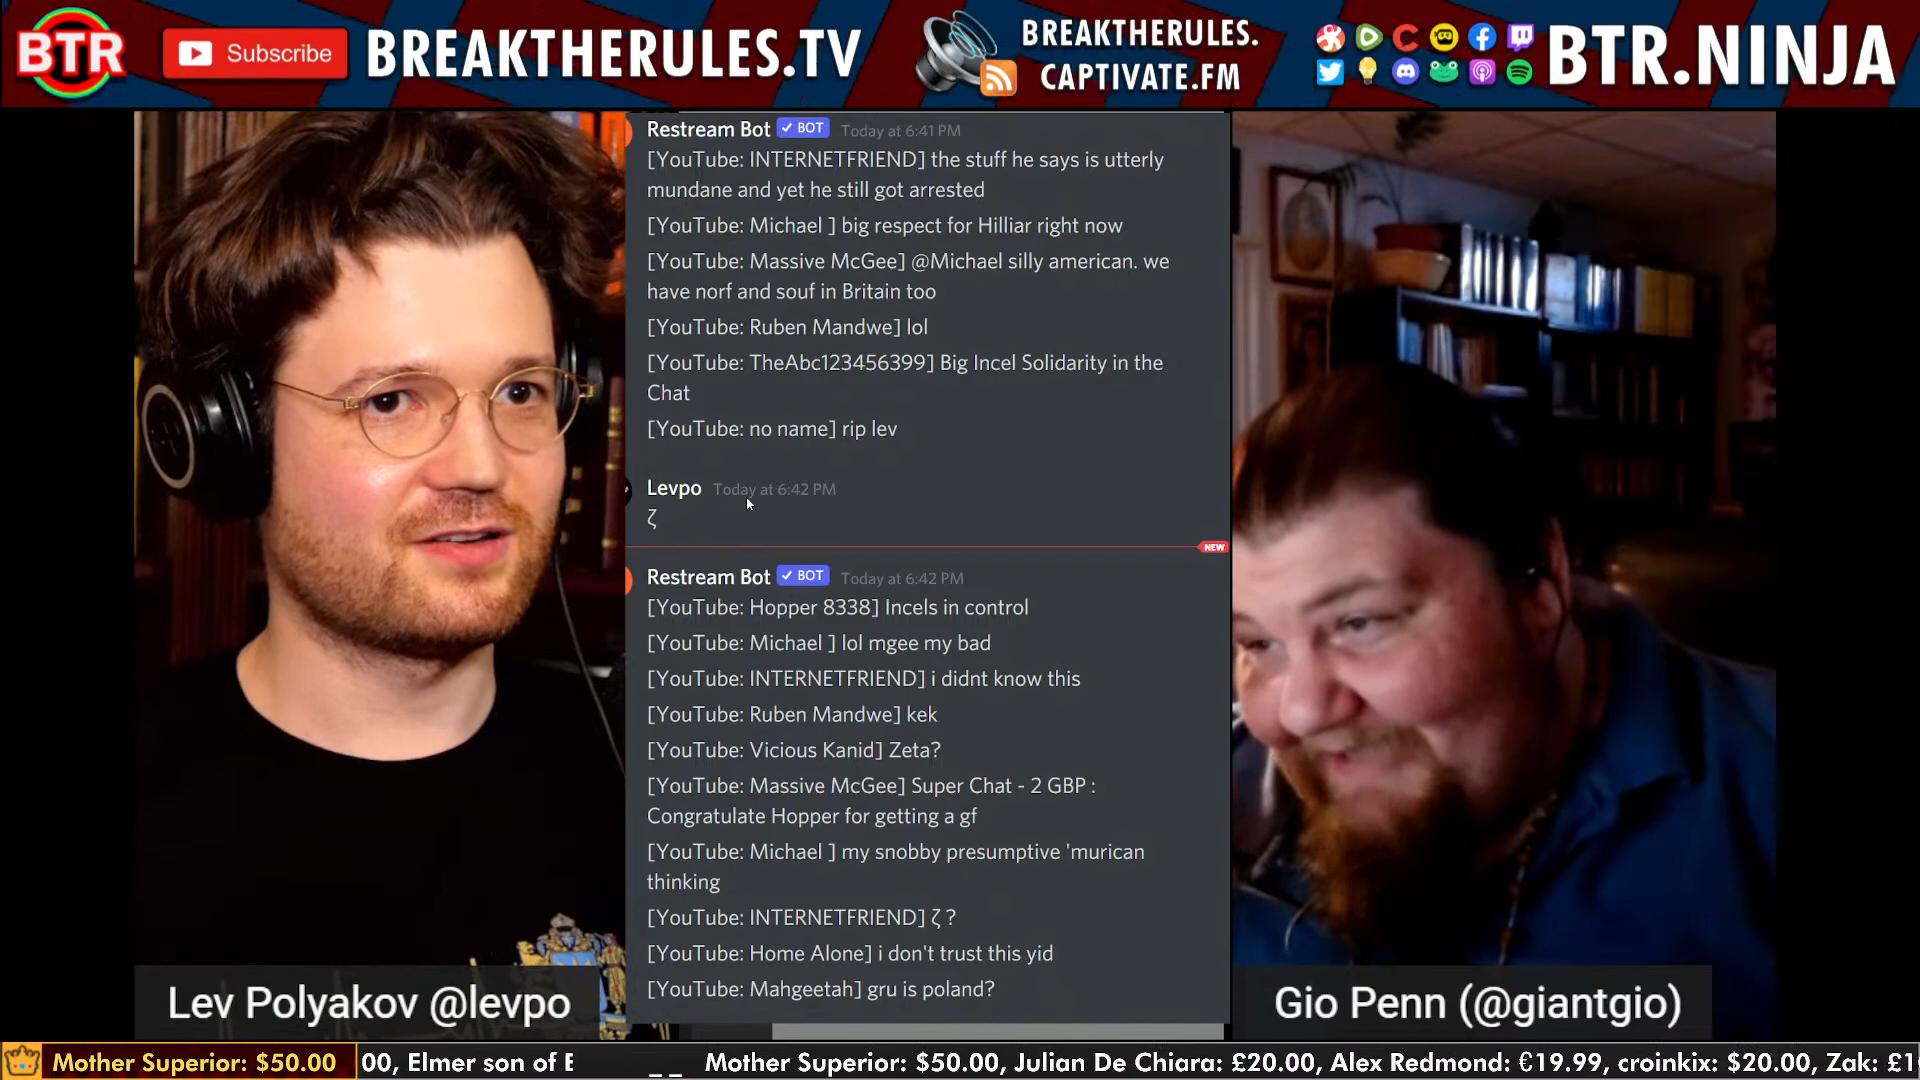 BTR
Subscribe
BREAKTHERULES.TV
BREAKTHERULES.
CAPTIVATE.FM
BTR.NINJA
Restream Bot ✓ BOT Today at 6:41 PM
[YouTube: INTERNETFRIEND] the stuff he says is utterly
mundane and yet he still got arrested
[YouTube: Michael ] big respect for Hilliar right now
[YouTube: Massive McGee] @Michael silly american. we
have norf and souf in Britain too
[YouTube: Ruben Mandwe] lol
[YouTube: TheAbc123456399] Big Incel Solidarity in the
Chat
[YouTube: no name] rip lev
Levpo Today at 6:42 PM
ζ
NEW
Restream Bot ✓ BOT Today at 6:42 PM
[YouTube: Hopper 8338] Incels in control
[YouTube: Michael ] lol mgee my bad
[YouTube: INTERNETFRIEND] i didnt know this
[YouTube: Ruben Mandwe] kek
[YouTube: Vicious Kanid] Zeta?
[YouTube: Massive McGee] Super Chat - 2 GBP :
Congratulate Hopper for getting a gf
[YouTube: Michael ] my snobby presumptive 'murican
thinking
[YouTube: INTERNETFRIEND] ζ ?
[YouTube: Home Alone] i don't trust this yid
[YouTube: Mahgeetah] gru is poland?
Lev Polyakov @levpo
Gio Penn (@giantgio)
Mother Superior: $50.00
00, Elmer son of E
_ _ Mother Superior: $50.00, Julian De Chiara: £20.00, Alex Redmond: €19.99, croinkix: $20.00, Zak: £1